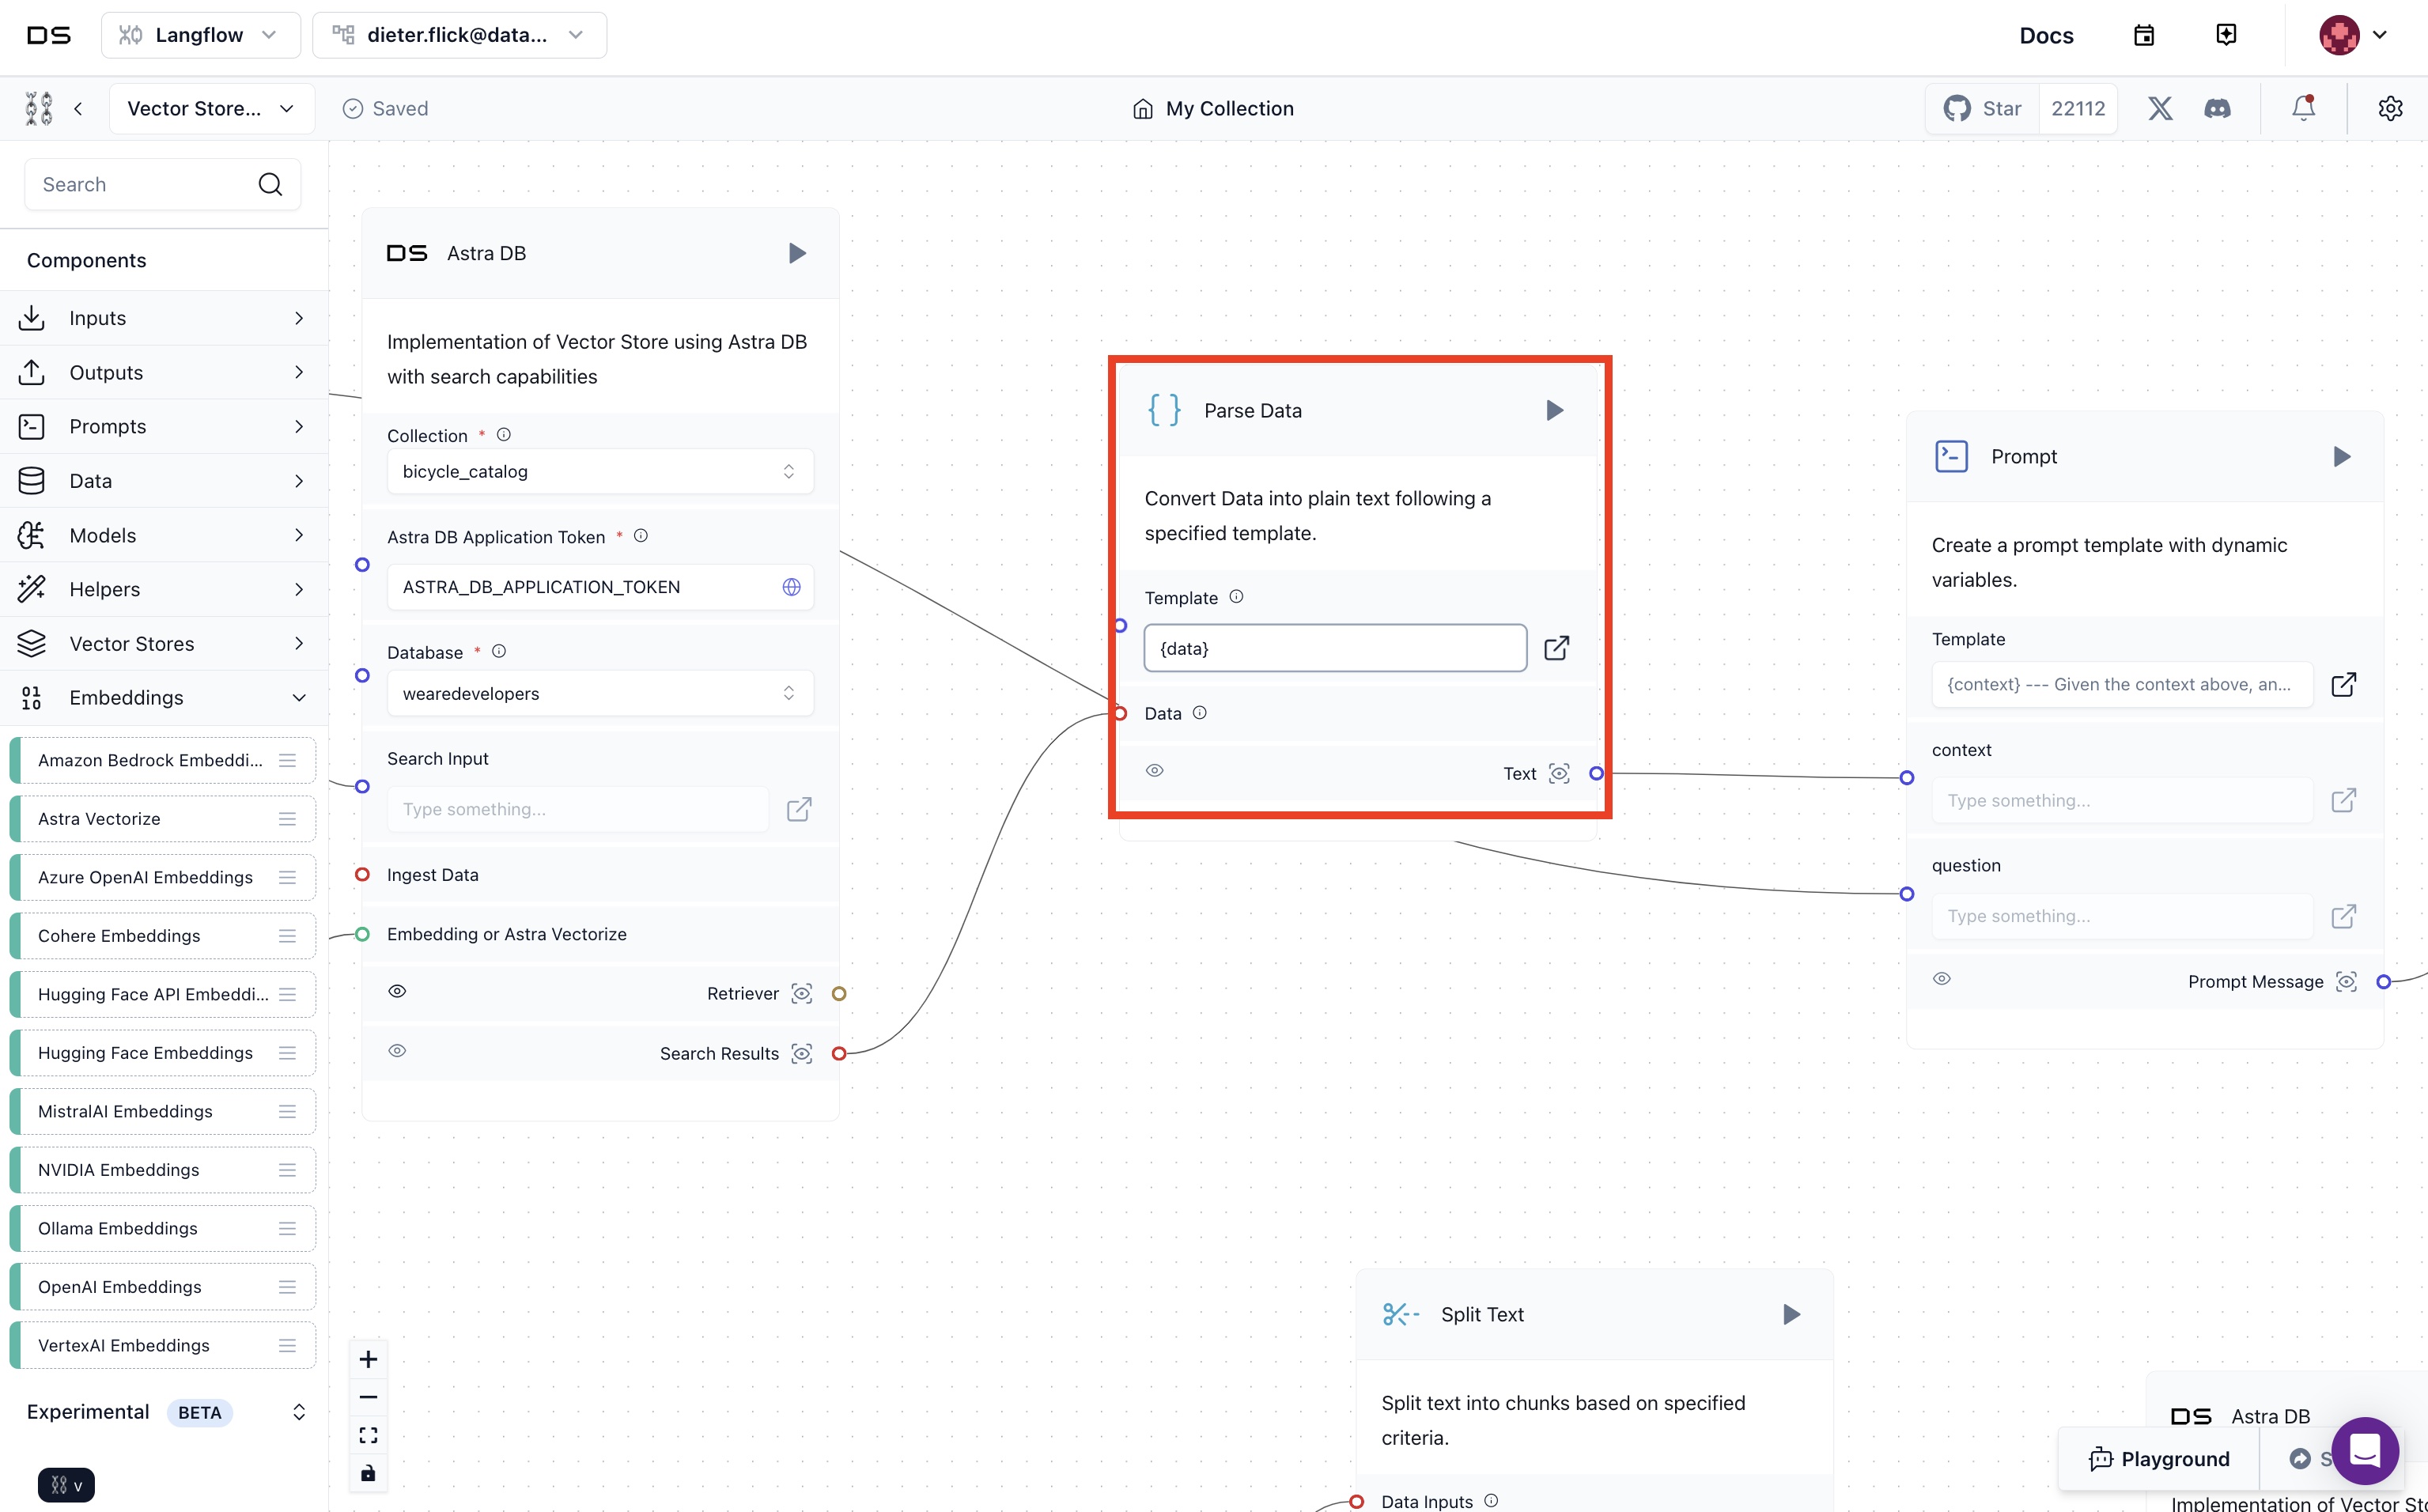 DS
Langflow
dieter.flick@data...
Docs
Vector Store...
Saved
My Collection
Star
22112
Search
Components
Inputs
Outputs
Prompts
Data
Models
Helpers
Vector Stores
Embeddings
Amazon Bedrock Embeddi...
Astra Vectorize
Azure OpenAI Embeddings
Cohere Embeddings
Hugging Face API Embeddi...
Hugging Face Embeddings
MistralAI Embeddings
NVIDIA Embeddings
Ollama Embeddings
OpenAI Embeddings
VertexAI Embeddings
Experimental BETA
v
DS Astra DB
Implementation of Vector Store using Astra DB
with search capabilities
Collection *
bicycle_catalog
Astra DB Application Token *
ASTRA_DB_APPLICATION_TOKEN
Database *
wearedevelopers
Search Input
Type something...
Ingest Data
Embedding or Astra Vectorize
Retriever
Search Results
{ } Parse Data
Convert Data into plain text following a
specified template.
Template
{data}
Data
Text
Prompt
Create a prompt template with dynamic
variables.
Template
{context} --- Given the context above, an...
context
Type something...
question
Type something...
Prompt Message
Split Text
Split text into chunks based on specified
criteria.
Data Inputs
DS Astra DB
Playground
Implementation of Vector